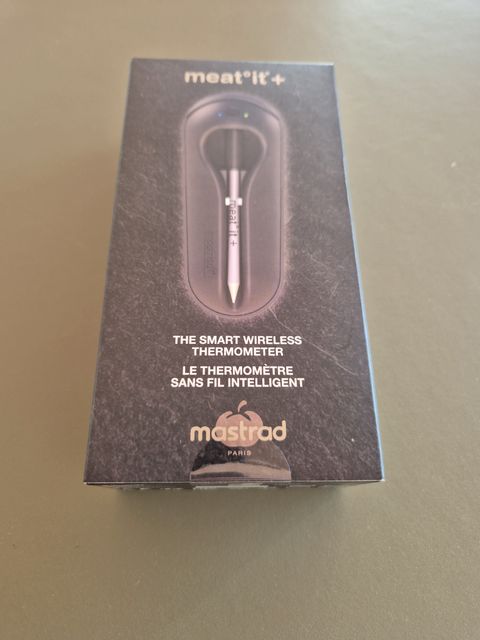 meat°it®+
meat°it+
THE SMART WIRELESS
THERMOMETER
LE THERMOMÈTRE
SANS FIL INTELLIGENT
mastrad
PARIS